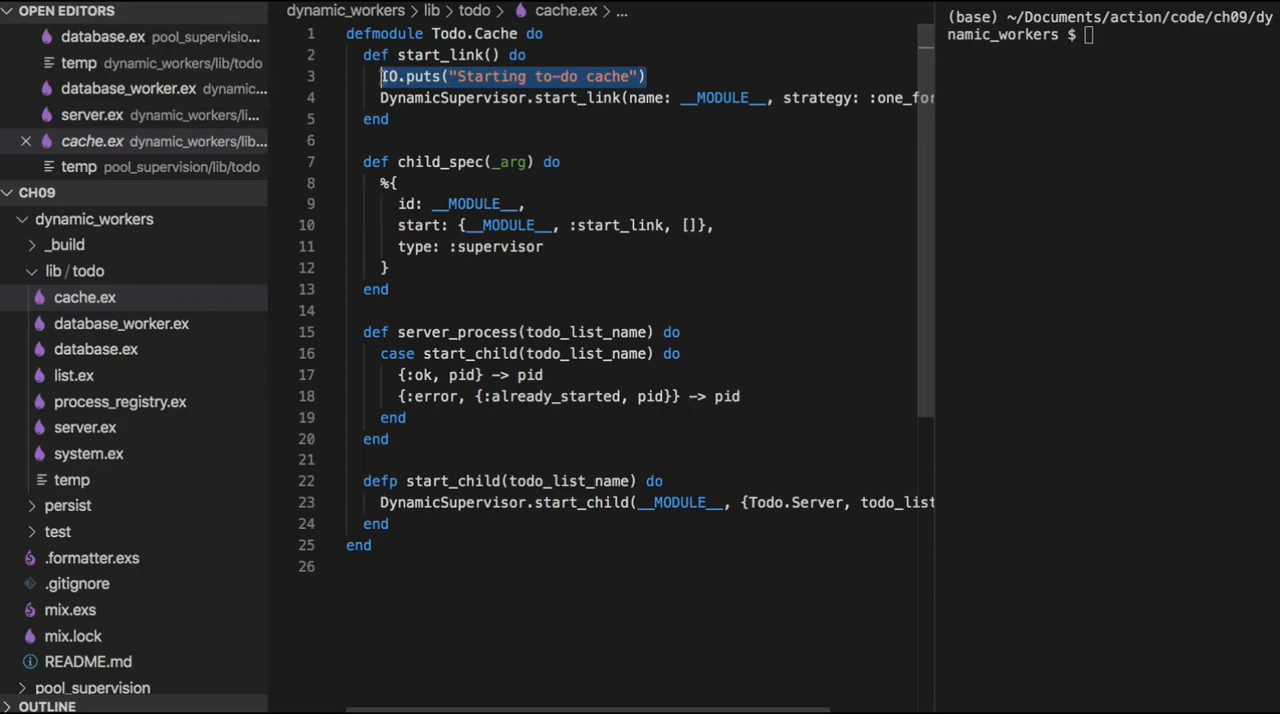 OPEN EDITORS
database.ex pool_supervisio...
temp dynamic_workers/lib/todo
database_worker.ex dynamic...
server.ex dynamic_workers/li...
cache.ex dynamic_workers/lib...
temp pool_supervision/lib/todo
CH09
dynamic_workers
_build
lib / todo
cache.ex
database_worker.ex
database.ex
list.ex
process_registry.ex
server.ex
system.ex
temp
persist
test
.formatter.exs
.gitignore
mix.exs
mix.lock
README.md
pool_supervision
OUTLINE
dynamic_workers > lib > todo > cache.ex > ...
1 defmodule Todo.Cache do
2 def start_link() do
3 IO.puts("Starting to-do cache")
4 DynamicSupervisor.start_link(name: __MODULE__, strategy: :one_for
5 end
6
7 def child_spec(_arg) do
8 %{
9 id: __MODULE__,
10 start: {__MODULE__, :start_link, []},
11 type: :supervisor
12 }
13 end
14
15 def server_process(todo_list_name) do
16 case start_child(todo_list_name) do
17 {:ok, pid} -> pid
18 {:error, {:already_started, pid}} -> pid
19 end
20 end
21
22 defp start_child(todo_list_name) do
23 DynamicSupervisor.start_child(__MODULE__, {Todo.Server, todo_list
24 end
25 end
26
(base) ~/Documents/action/code/ch09/dy
namic_workers $